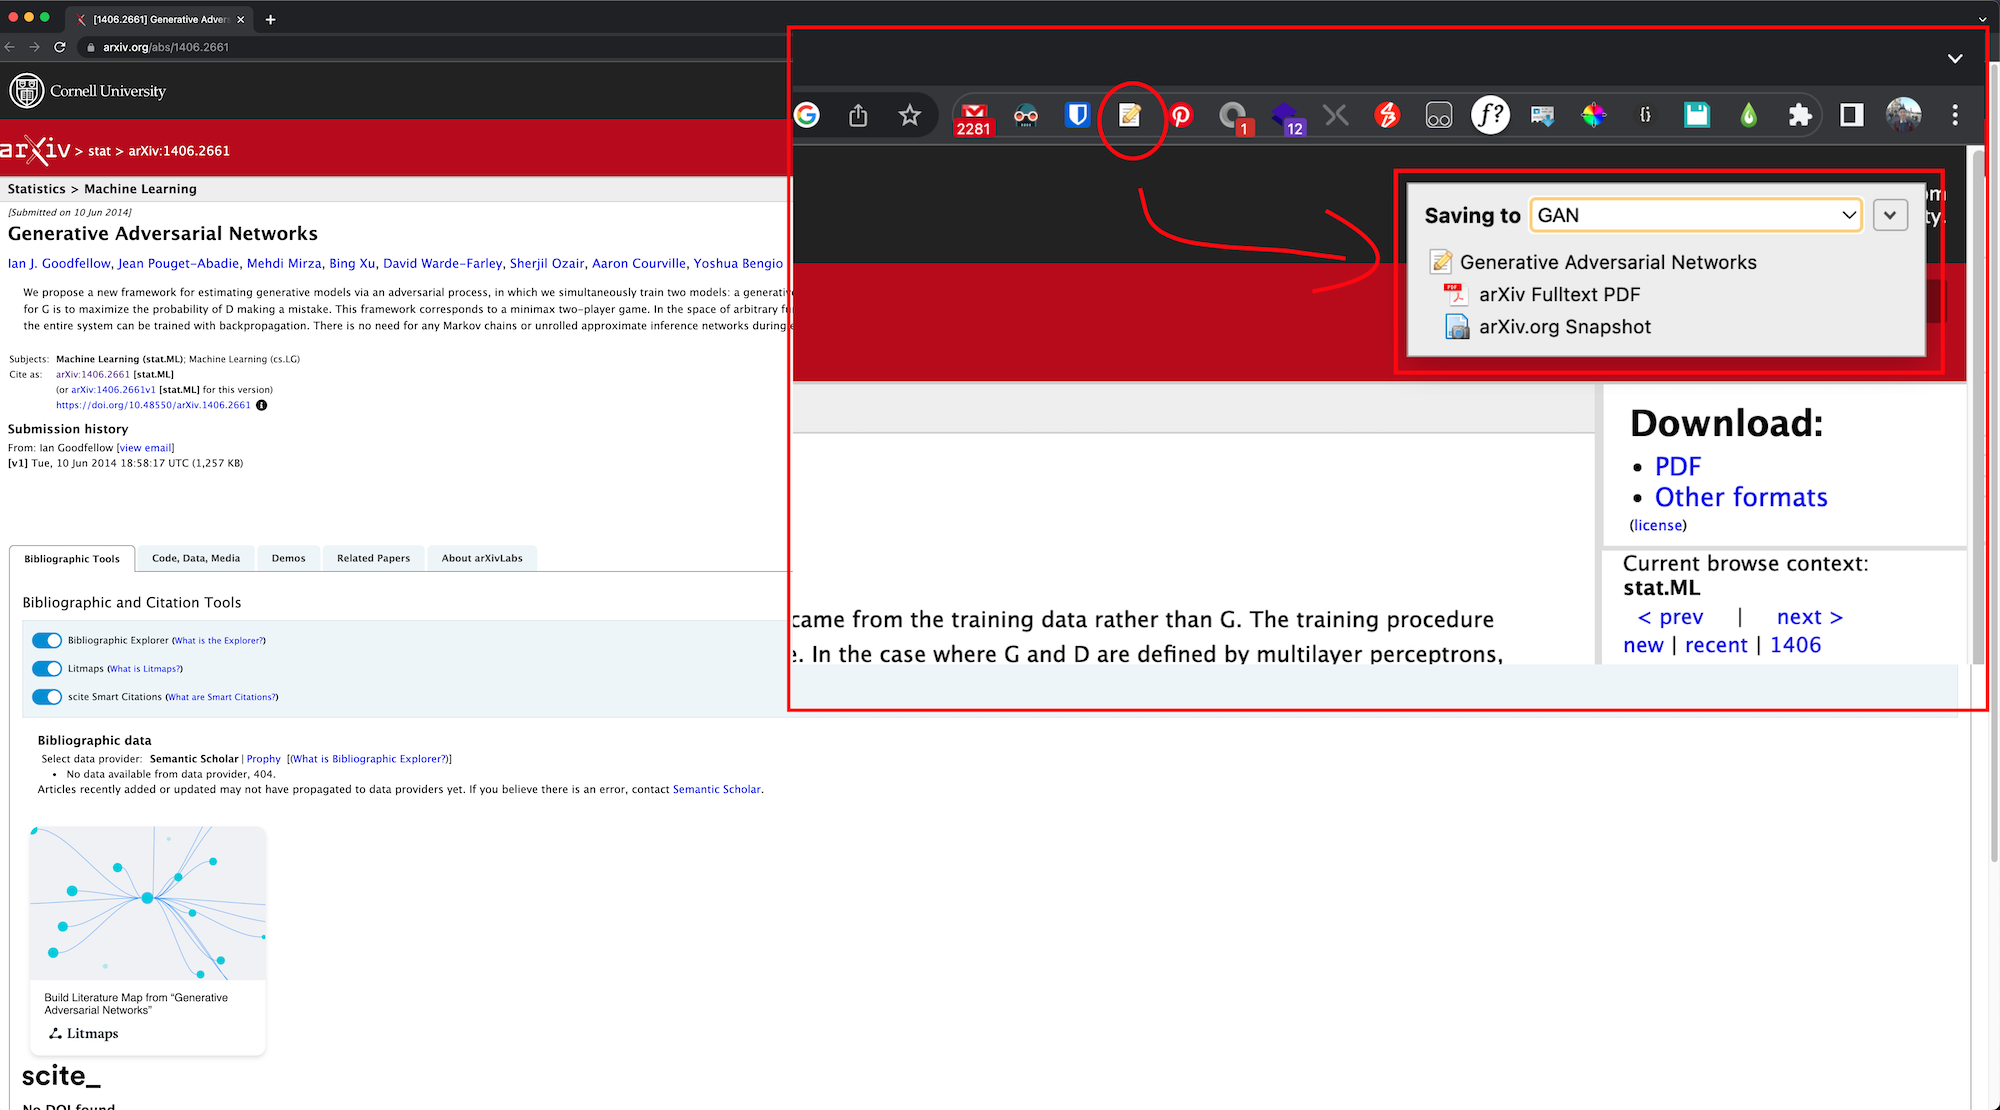 [1406.2661] Generative Adver
arxiv.org/abs/1406.2661
Cornell University
arXiv > stat > arXiv:1406.2661
Statistics > Machine Learning
[Submitted on 10 Jun 2014]
Generative Adversarial Networks
Ian J. Goodfellow, Jean Pouget-Abadie, Mehdi Mirza, Bing Xu, David Warde-Farley, Sherjil Ozair, Aaron Courville, Yoshua Bengio
We propose a new framework for estimating generative models via an adversarial process, in which we simultaneously train two models: a generativ
for G is to maximize the probability of D making a mistake. This framework corresponds to a minimax two-player game. In the space of arbitrary
the entire system can be trained with backpropagation. There is no need for any Markov chains or unrolled approximate inference networks during
Subjects: Machine Learning (stat.ML); Machine Learning (cs.LG)
Cite as: arXiv:1406.2661 [stat.ML]
(or arXiv:1406.2661v1 [stat.ML] for this version)
https://doi.org/10.48550/arXiv.1406.2661
Submission history
From: Ian Goodfellow [view email]
[v1] Tue, 10 Jun 2014 18:58:17 UTC (1,257 KB)
Bibliographic Tools
Code, Data, Media
Demos
Related Papers
About arXivLabs
Bibliographic and Citation Tools
Bibliographic Explorer (What is the Explorer?)
Litmaps (What is Litmaps?)
scite Smart Citations (What are Smart Citations?)
Bibliographic data
Select data provider: Semantic Scholar | Prophy [(What is Bibliographic Explorer?)]
• No data available from data provider, 404.
Articles recently added or updated may not have propagated to data providers yet. If you believe there is an error, contact Semantic Scholar.
Build Literature Map from “Generative
Adversarial Networks”
Litmaps
scite_
No DOI found
2281
1
12
f?
{}
Saving to GAN
Generative Adversarial Networks
PDF
arXiv Fulltext PDF
arXiv.org Snapshot
om
ty.
Download:
• PDF
• Other formats
(license)
Current browse context:
stat.ML
< prev | next >
new | recent | 1406
came from the training data rather than G. The training procedure
e. In the case where G and D are defined by multilayer perceptrons,